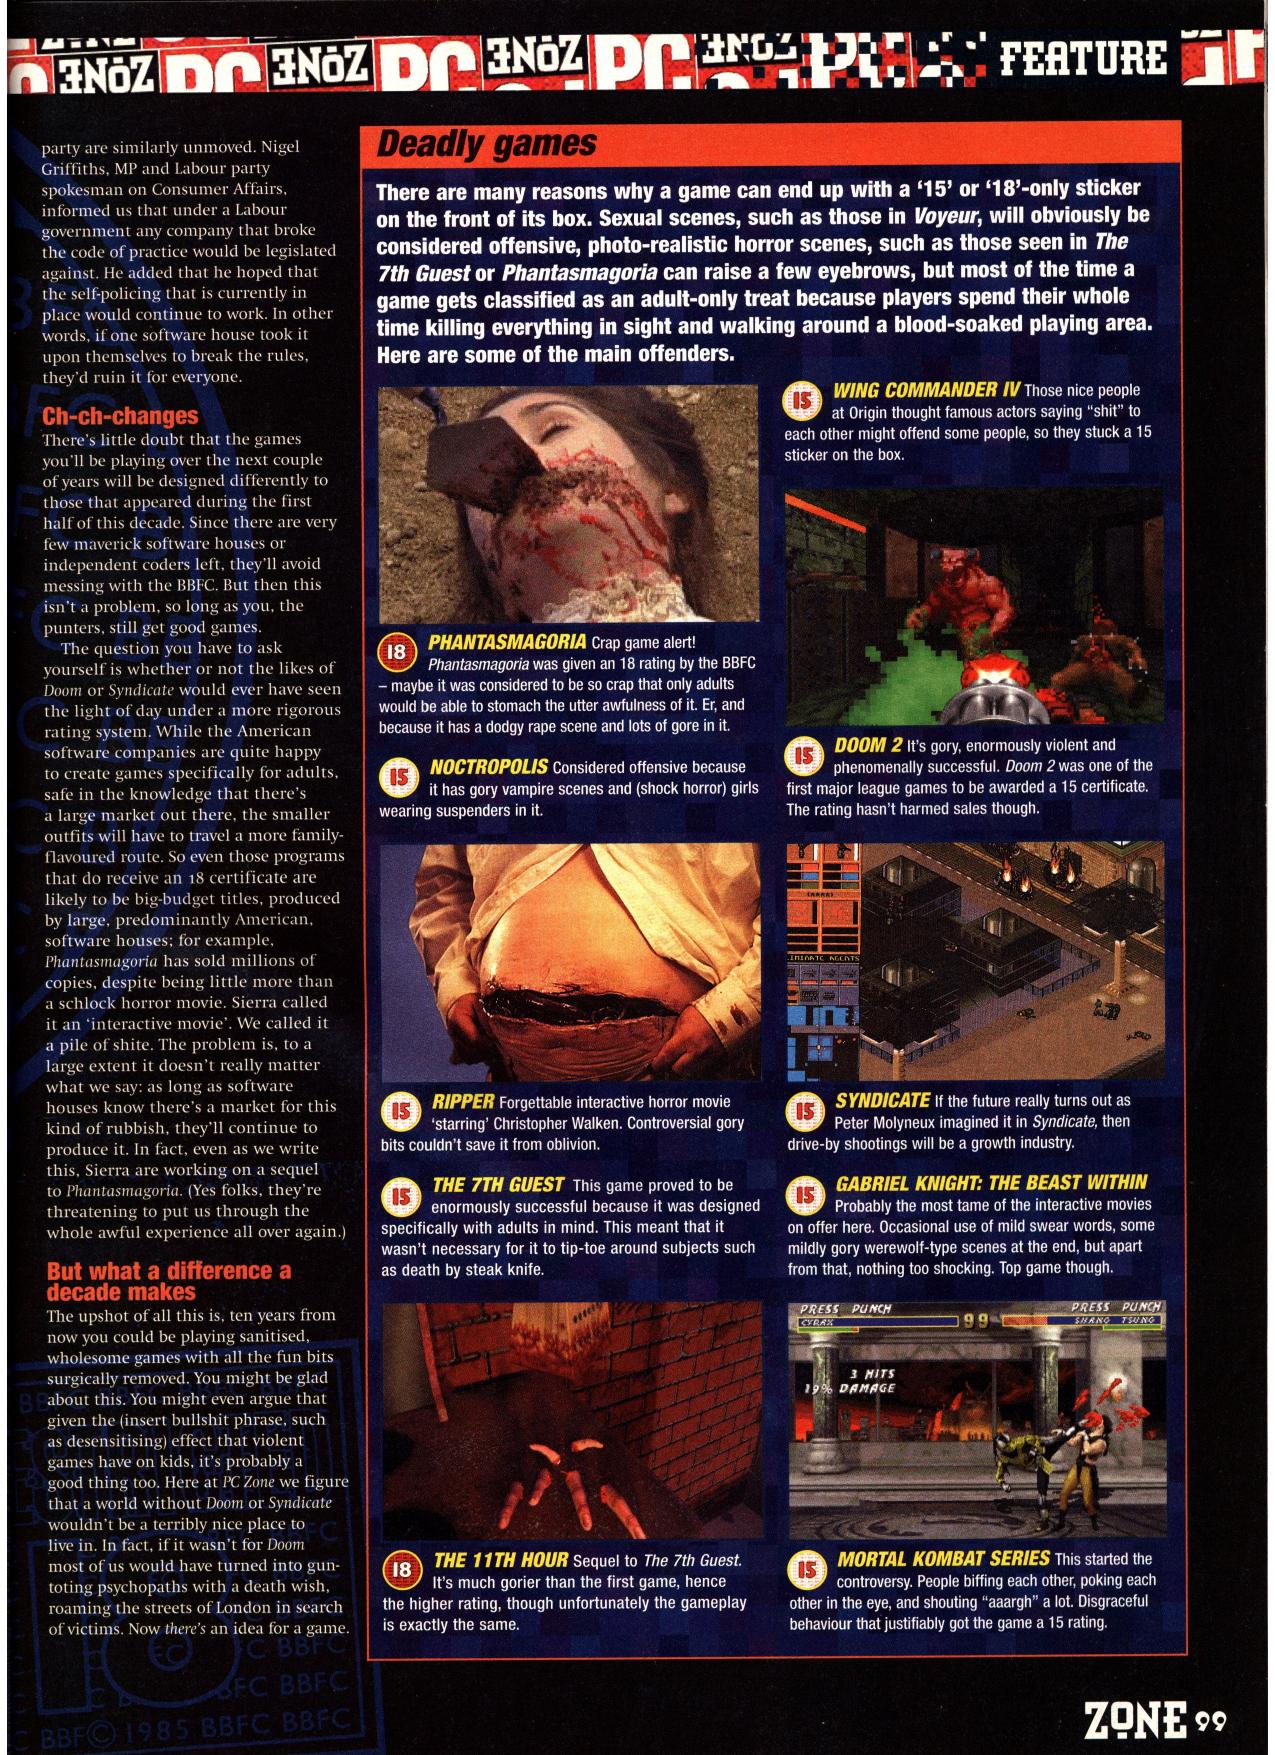 ZONE PC ZONE PC ZONE PC
FEATURE
party are similarly unmoved. Nigel
Griffiths, MP and Labour party
spokesman on Consumer Affairs,
informed us that under a Labour
government any company that broke
the code of practice would be legislated
against. He added that he hoped that
the self-policing that is currently in
place would continue to work. In other
words, if one software house took it
upon themselves to break the rules,
they'd ruin it for everyone.
Ch-ch-changes
There's little doubt that the games
you'll be playing over the next couple
of years will be designed differently to
those that appeared during the first
half of this decade. Since there are very
few maverick software houses or
independent coders left, they'll avoid
messing with the BBFC. But then this
isn't a problem, so long as you, the
punters, still get good games.
The question you have to ask
yourself is whether or not the likes of
Doom or Syndicate would ever have seen
the light of day under a more rigorous
rating system. While the American
software companies are quite happy
to create games specifically for adults,
safe in the knowledge that there's
a large market out there, the smaller
outfits will have to travel a more family-
flavoured route. So even those programs
that do receive an 18 certificate are
likely to be big-budget titles, produced
by large, predominantly American,
software houses; for example,
Phantasmagoria has sold millions of
copies, despite being little more than
a schlock horror movie. Sierra called
it an 'interactive movie'. We called it
a pile of shite. The problem is, to a
large extent it doesn't really matter
what we say: as long as software
houses know there's a market for this
kind of rubbish, they'll continue to
produce it. In fact, even as we write
this, Sierra are working on a sequel
to Phantasmagoria. (Yes folks, they're
threatening to put us through the
whole awful experience all over again.)
But what a difference a
decade makes
The upshot of all this is, ten years from
now you could be playing sanitised,
wholesome games with all the fun bits
surgically removed. You might be glad
about this. You might even argue that
given the (insert bullshit phrase, such
as desensitising) effect that violent
games have on kids, it's probably a
good thing too. Here at PC Zone we figure
that a world without Doom or Syndicate
wouldn't be a terribly nice place to
live in. In fact, if it wasn't for Doom
most of us would have turned into gun-
toting psychopaths with a death wish,
roaming the streets of London in search
of victims. Now there's an idea for a game.
Deadly games
There are many reasons why a game can end up with a '15' or '18'-only sticker
on the front of its box. Sexual scenes, such as those in Voyeur, will obviously be
considered offensive, photo-realistic horror scenes, such as those seen in The
7th Guest or Phantasmagoria can raise a few eyebrows, but most of the time a
game gets classified as an adult-only treat because players spend their whole
time killing everything in sight and walking around a blood-soaked playing area.
Here are some of the main offenders.
18 PHANTASMAGORIA Crap game alert!
Phantasmagoria was given an 18 rating by the BBFC
– maybe it was considered to be so crap that only adults
would be able to stomach the utter awfulness of it. Er, and
because it has a dodgy rape scene and lots of gore in it.
15 NOCTROPOLIS Considered offensive because
it has gory vampire scenes and (shock horror) girls
wearing suspenders in it.
15 RIPPER Forgettable interactive horror movie
'starring' Christopher Walken. Controversial gory
bits couldn't save it from oblivion.
15 THE 7TH GUEST This game proved to be
enormously successful because it was designed
specifically with adults in mind. This meant that it
wasn't necessary for it to tip-toe around subjects such
as death by steak knife.
18 THE 11TH HOUR Sequel to The 7th Guest.
It's much gorier than the first game, hence
the higher rating, though unfortunately the gameplay
is exactly the same.
15 WING COMMANDER IV Those nice people
at Origin thought famous actors saying "shit" to
each other might offend some people, so they stuck a 15
sticker on the box.
15 DOOM 2 It's gory, enormously violent and
phenomenally successful. Doom 2 was one of the
first major league games to be awarded a 15 certificate.
The rating hasn't harmed sales though.
LIMINATE AGENTS
15 SYNDICATE If the future really turns out as
Peter Molyneux imagined it in Syndicate, then
drive-by shootings will be a growth industry.
15 GABRIEL KNIGHT: THE BEAST WITHIN
Probably the most tame of the interactive movies
on offer here. Occasional use of mild swear words, some
mildly gory werewolf-type scenes at the end, but apart
from that, nothing too shocking. Top game though.
PRESS PUNCH PRESS PUNCH
CYRAX 99 SHANG TSUNG
3 HITS
19% DAMAGE
15 MORTAL KOMBAT SERIES This started the
controversy. People biffing each other, poking each
other in the eye, and shouting "aaargh" a lot. Disgraceful
behaviour that justifiably got the game a 15 rating.
C BBFC
BFC BBFC
BBF© 1985 BBFC BBFC
ZONE 99